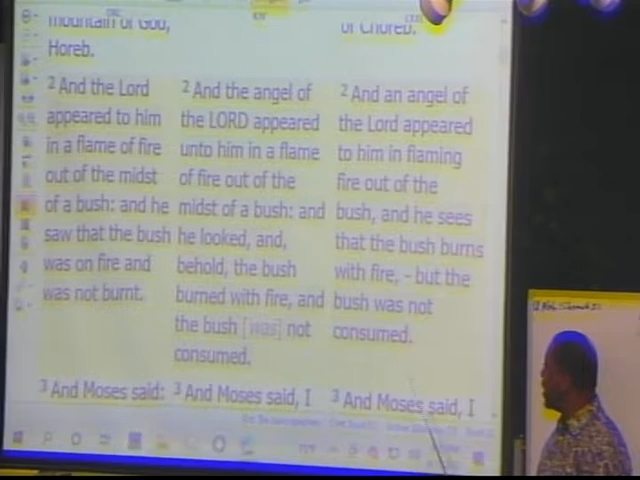 mountain of God,
Horeb.
of Choreb.
2 And the Lord
appeared to him
in a flame of fire
out of the midst
of a bush: and he
saw that the bush
was on fire and
was not burnt.
3 And Moses said:
2 And the angel of
the LORD appeared
unto him in a flame
of fire out of the
midst of a bush: and
he looked, and,
behold, the bush
burned with fire, and
the bush [was] not
consumed.
3 And Moses said, I
2 And an angel of
the Lord appeared
to him in flaming
fire out of the
bush, and he sees
that the bush burns
with fire, - but the
bush was not
consumed.
3 And Moses said, I